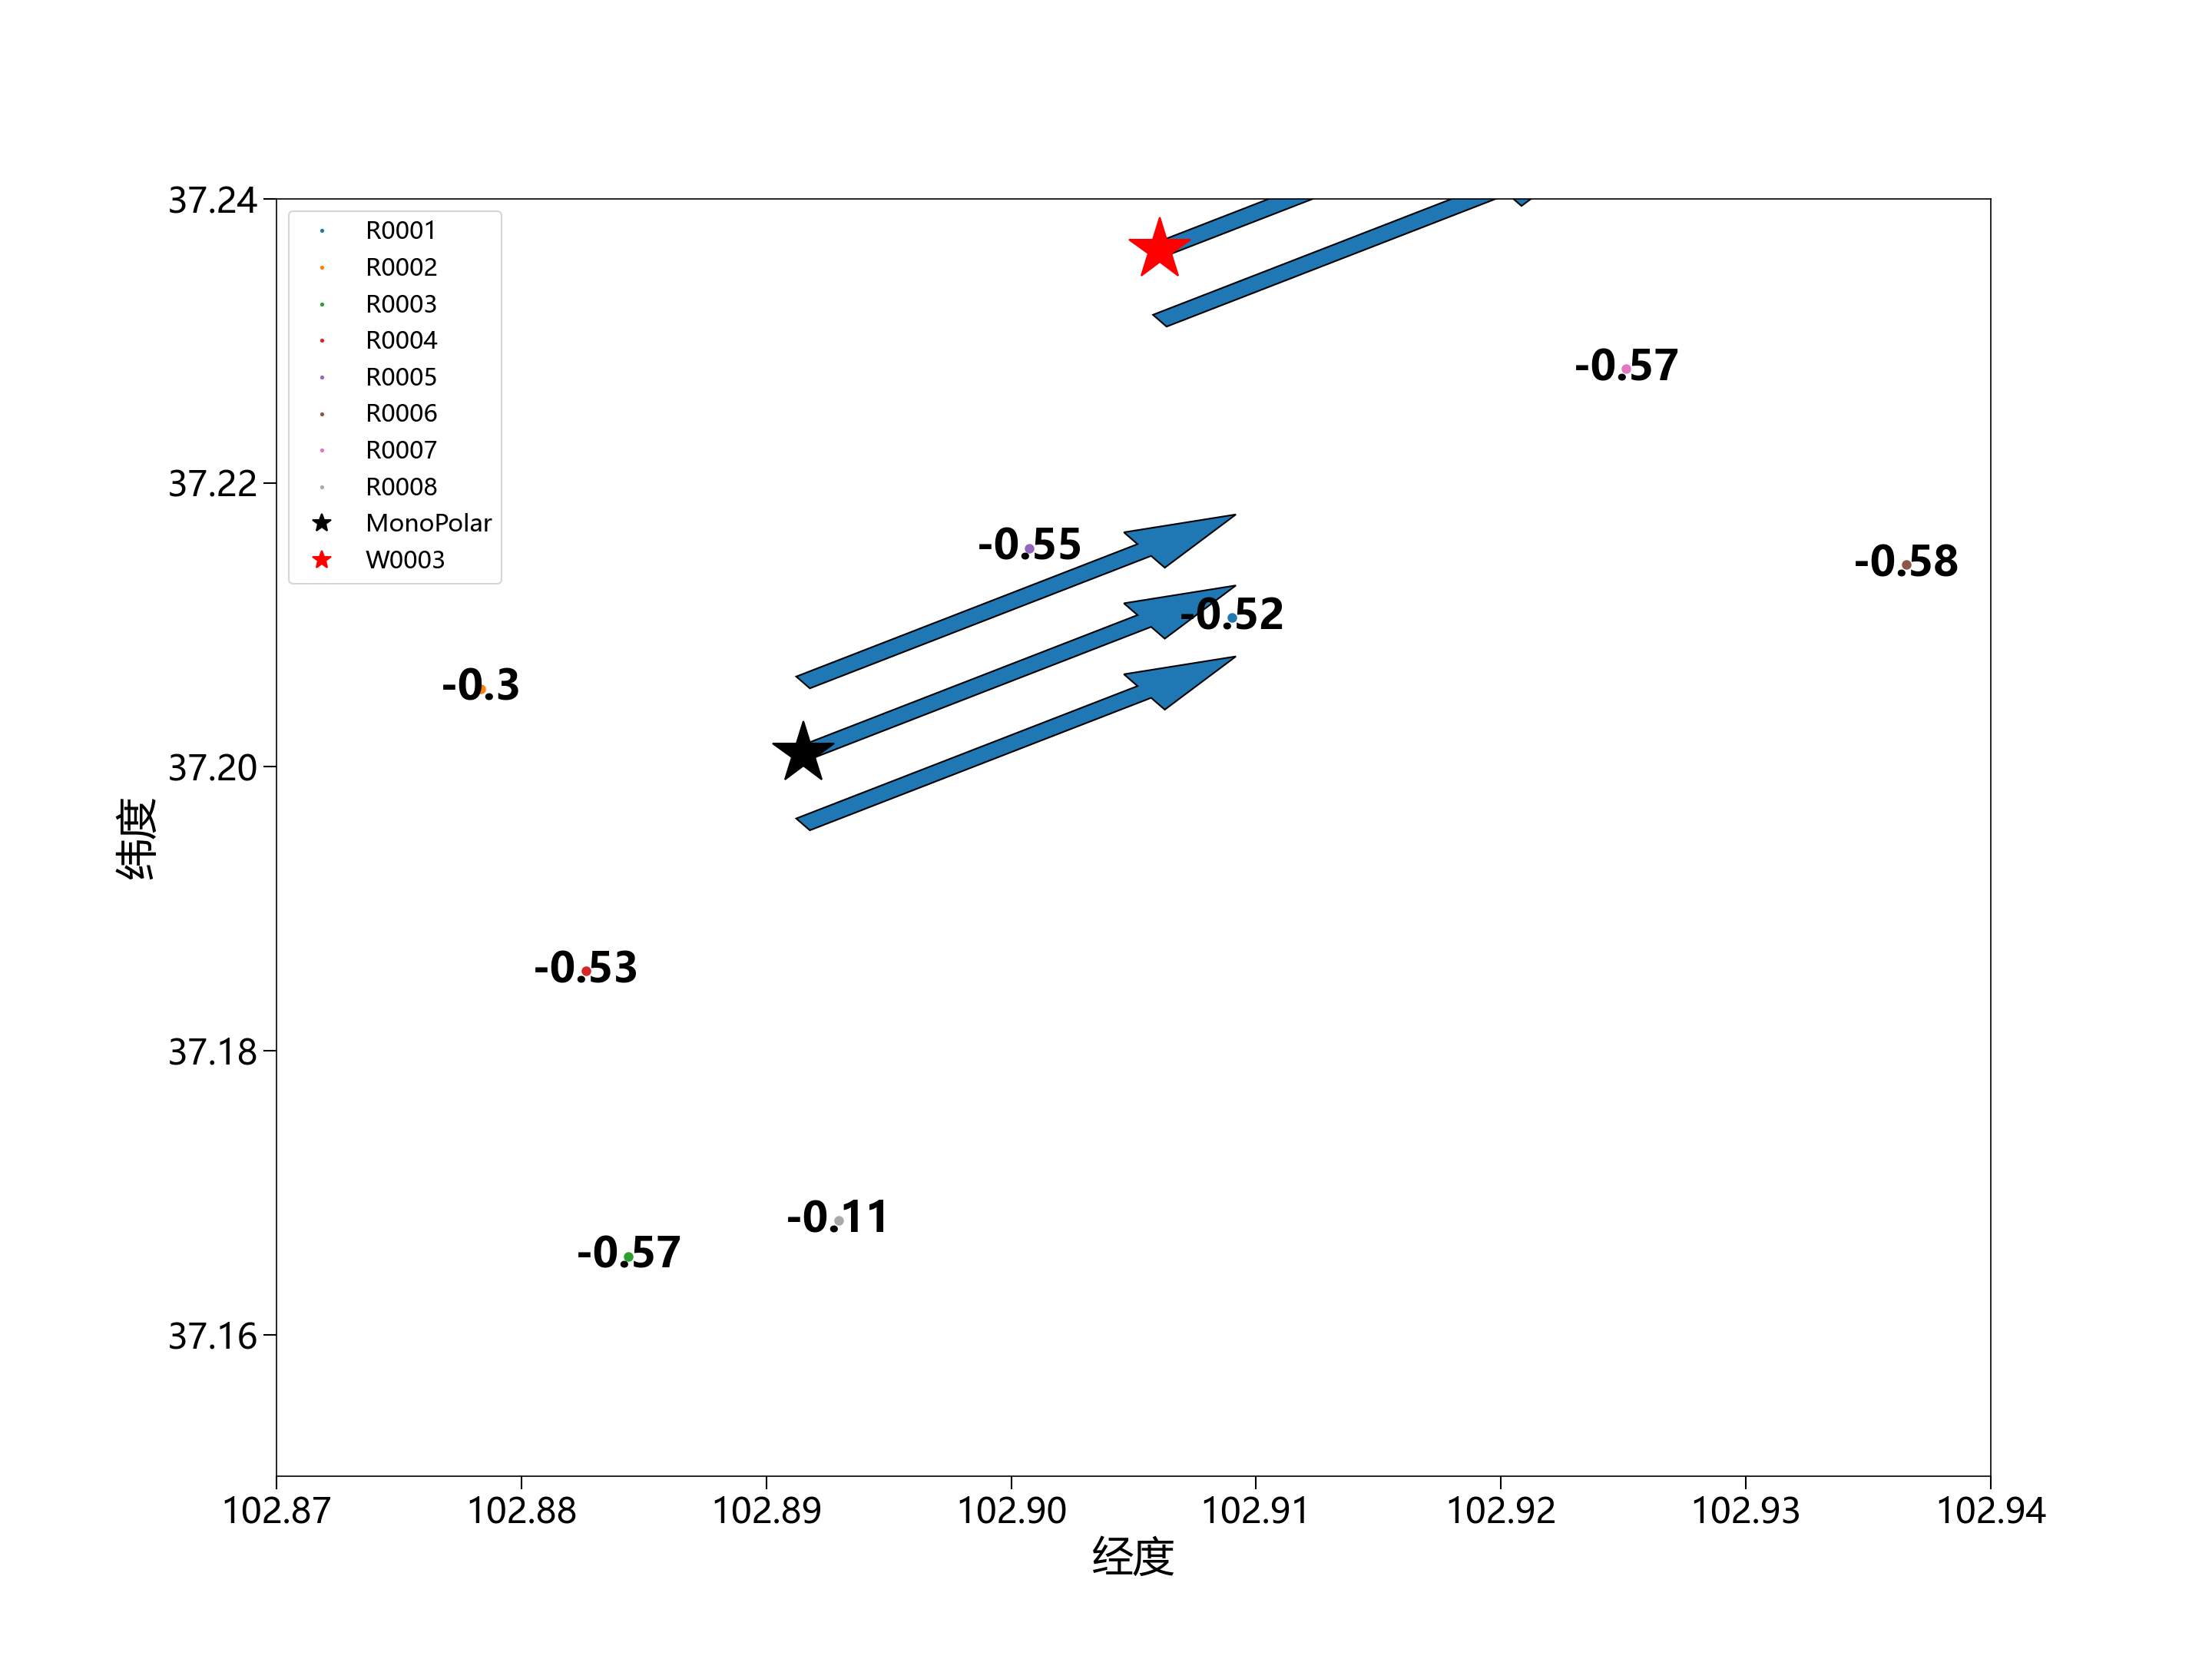 37.24
37.22
37.20
37.18
37.16
纬度
R0001
R0002
R0003
R0004
R0005
R0006
R0007
R0008
MonoPolar
W0003
-0.57
-0.55
-0.58
-0.52
-0.3
-0.53
-0.11
-0.57
102.87 102.88 102.89 102.90 102.91 102.92 102.93 102.94
经度